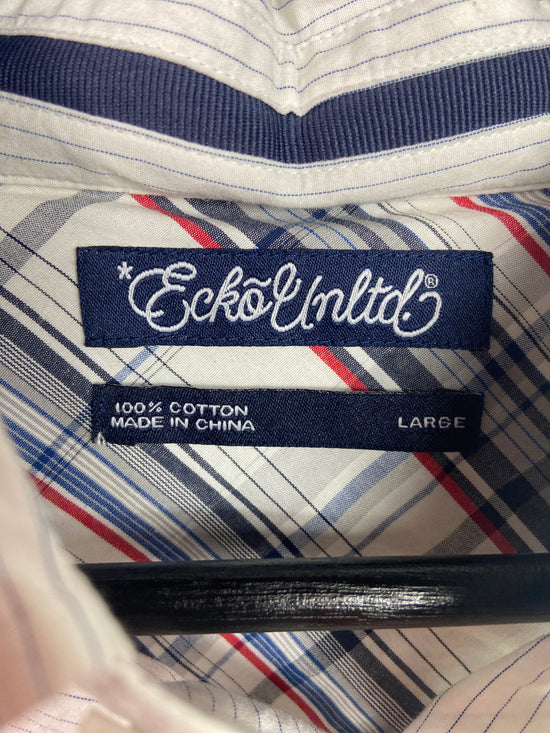 *Eckō Unltd.®
100% COTTON
MADE IN CHINA
LARGE